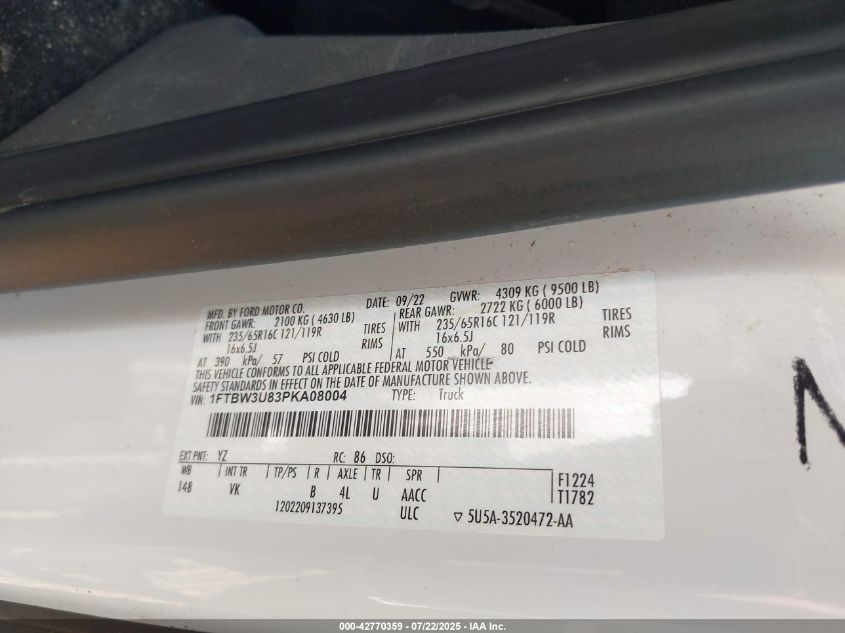 MFD. BY FORD MOTOR CO. DATE: 09/22 GVWR: 4309 KG ( 9500 LB)
FRONT GAWR: 2100 KG ( 4630 LB) REAR GAWR: 2722 KG ( 6000 LB)
WITH 235/65R16C 121/119R TIRES WITH 235/65R16C 121/119R TIRES
16x6.5J RIMS 16x6.5J RIMS
AT 390 kPa/ 57 PSI COLD AT 550 kPa/ 80 PSI COLD
THIS VEHICLE CONFORMS TO ALL APPLICABLE FEDERAL MOTOR VEHICLE
SAFETY STANDARDS IN EFFECT ON THE DATE OF MANUFACTURE SHOWN ABOVE.
VIN: 1FTBW3U83PKA08004 TYPE: Truck
EXT PNT: YZ RC: 86 DSO:
WB INT TR TP/PS R AXLE TR SPR F1224
148 VK B 4L U AACC T1782
1202209137395 ULC 5U5A-3520472-AA
N
000-42770359 - 07/22/2025 - IAA Inc.